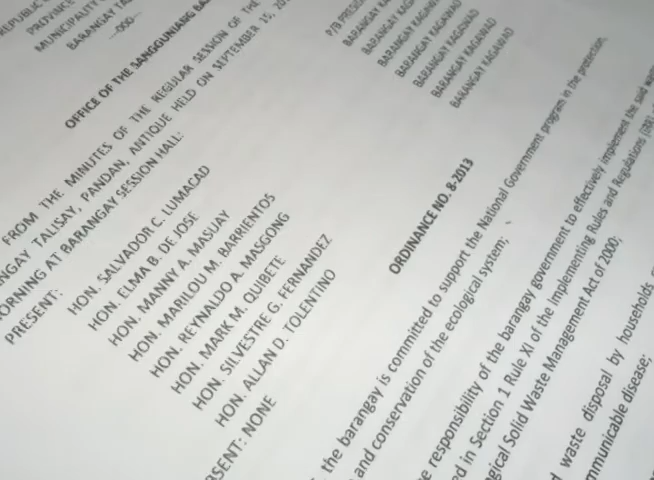 REPUBLIC
PROVINCE
MUNICIPALITY
BARANGAY
---o0o---
OFFICE OF THE SANGGUNIANG
FROM THE MINUTES OF THE REGULAR SESSION OF THE
TALISAY, PANDAN, ANTIQUE HELD ON SEPTEMBER 15,
AT BARANGAY SESSION HALL:
PRESENT:
HON. SALVADOR C. LUMACAD
HON. ELMA B. DE JOSE
HON. MANNY A. MASUAY
HON. MARILOU M. BARRIENTOS
HON. REYNALDO A. MASGONG
HON. MARK M. QUIBETE
HON. SILVESTRE G. FERNANDEZ
HON. ALLAN D. TOLENTINO
P/B
BARANGAY KAGAWAD
BARANGAY KAGAWAD
BARANGAY KAGAWAD
BARANGAY KAGAWAD
BARANGAY KAGAWAD
BARANGAY KAGAWAD
BARANGAY KAGAWAD
NONE
ORDINANCE NO. 8-2013
the barangay is committed to support the National Government program in the protection,
and conservation of the ecological system;
responsibility of the barangay government to effectively implement the said
in Section 1 Rule XI of the Implementing Rules and Regulations
Solid Waste Management Act of 2000;
waste disposal by households
disease;